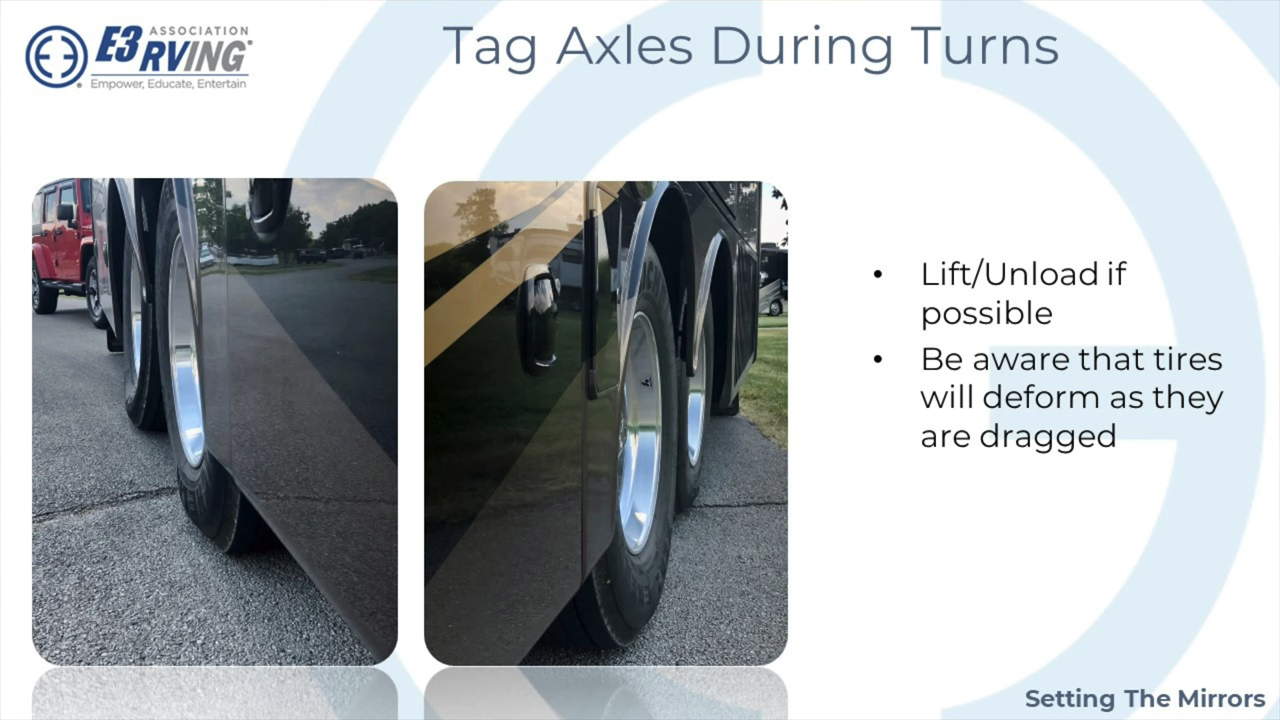 E3 ASSOCIATION
RVING
Empower, Educate, Entertain
Tag Axles During Turns
• Lift/Unload if
possible
• Be aware that tires
will deform as they
are dragged
Setting The Mirrors